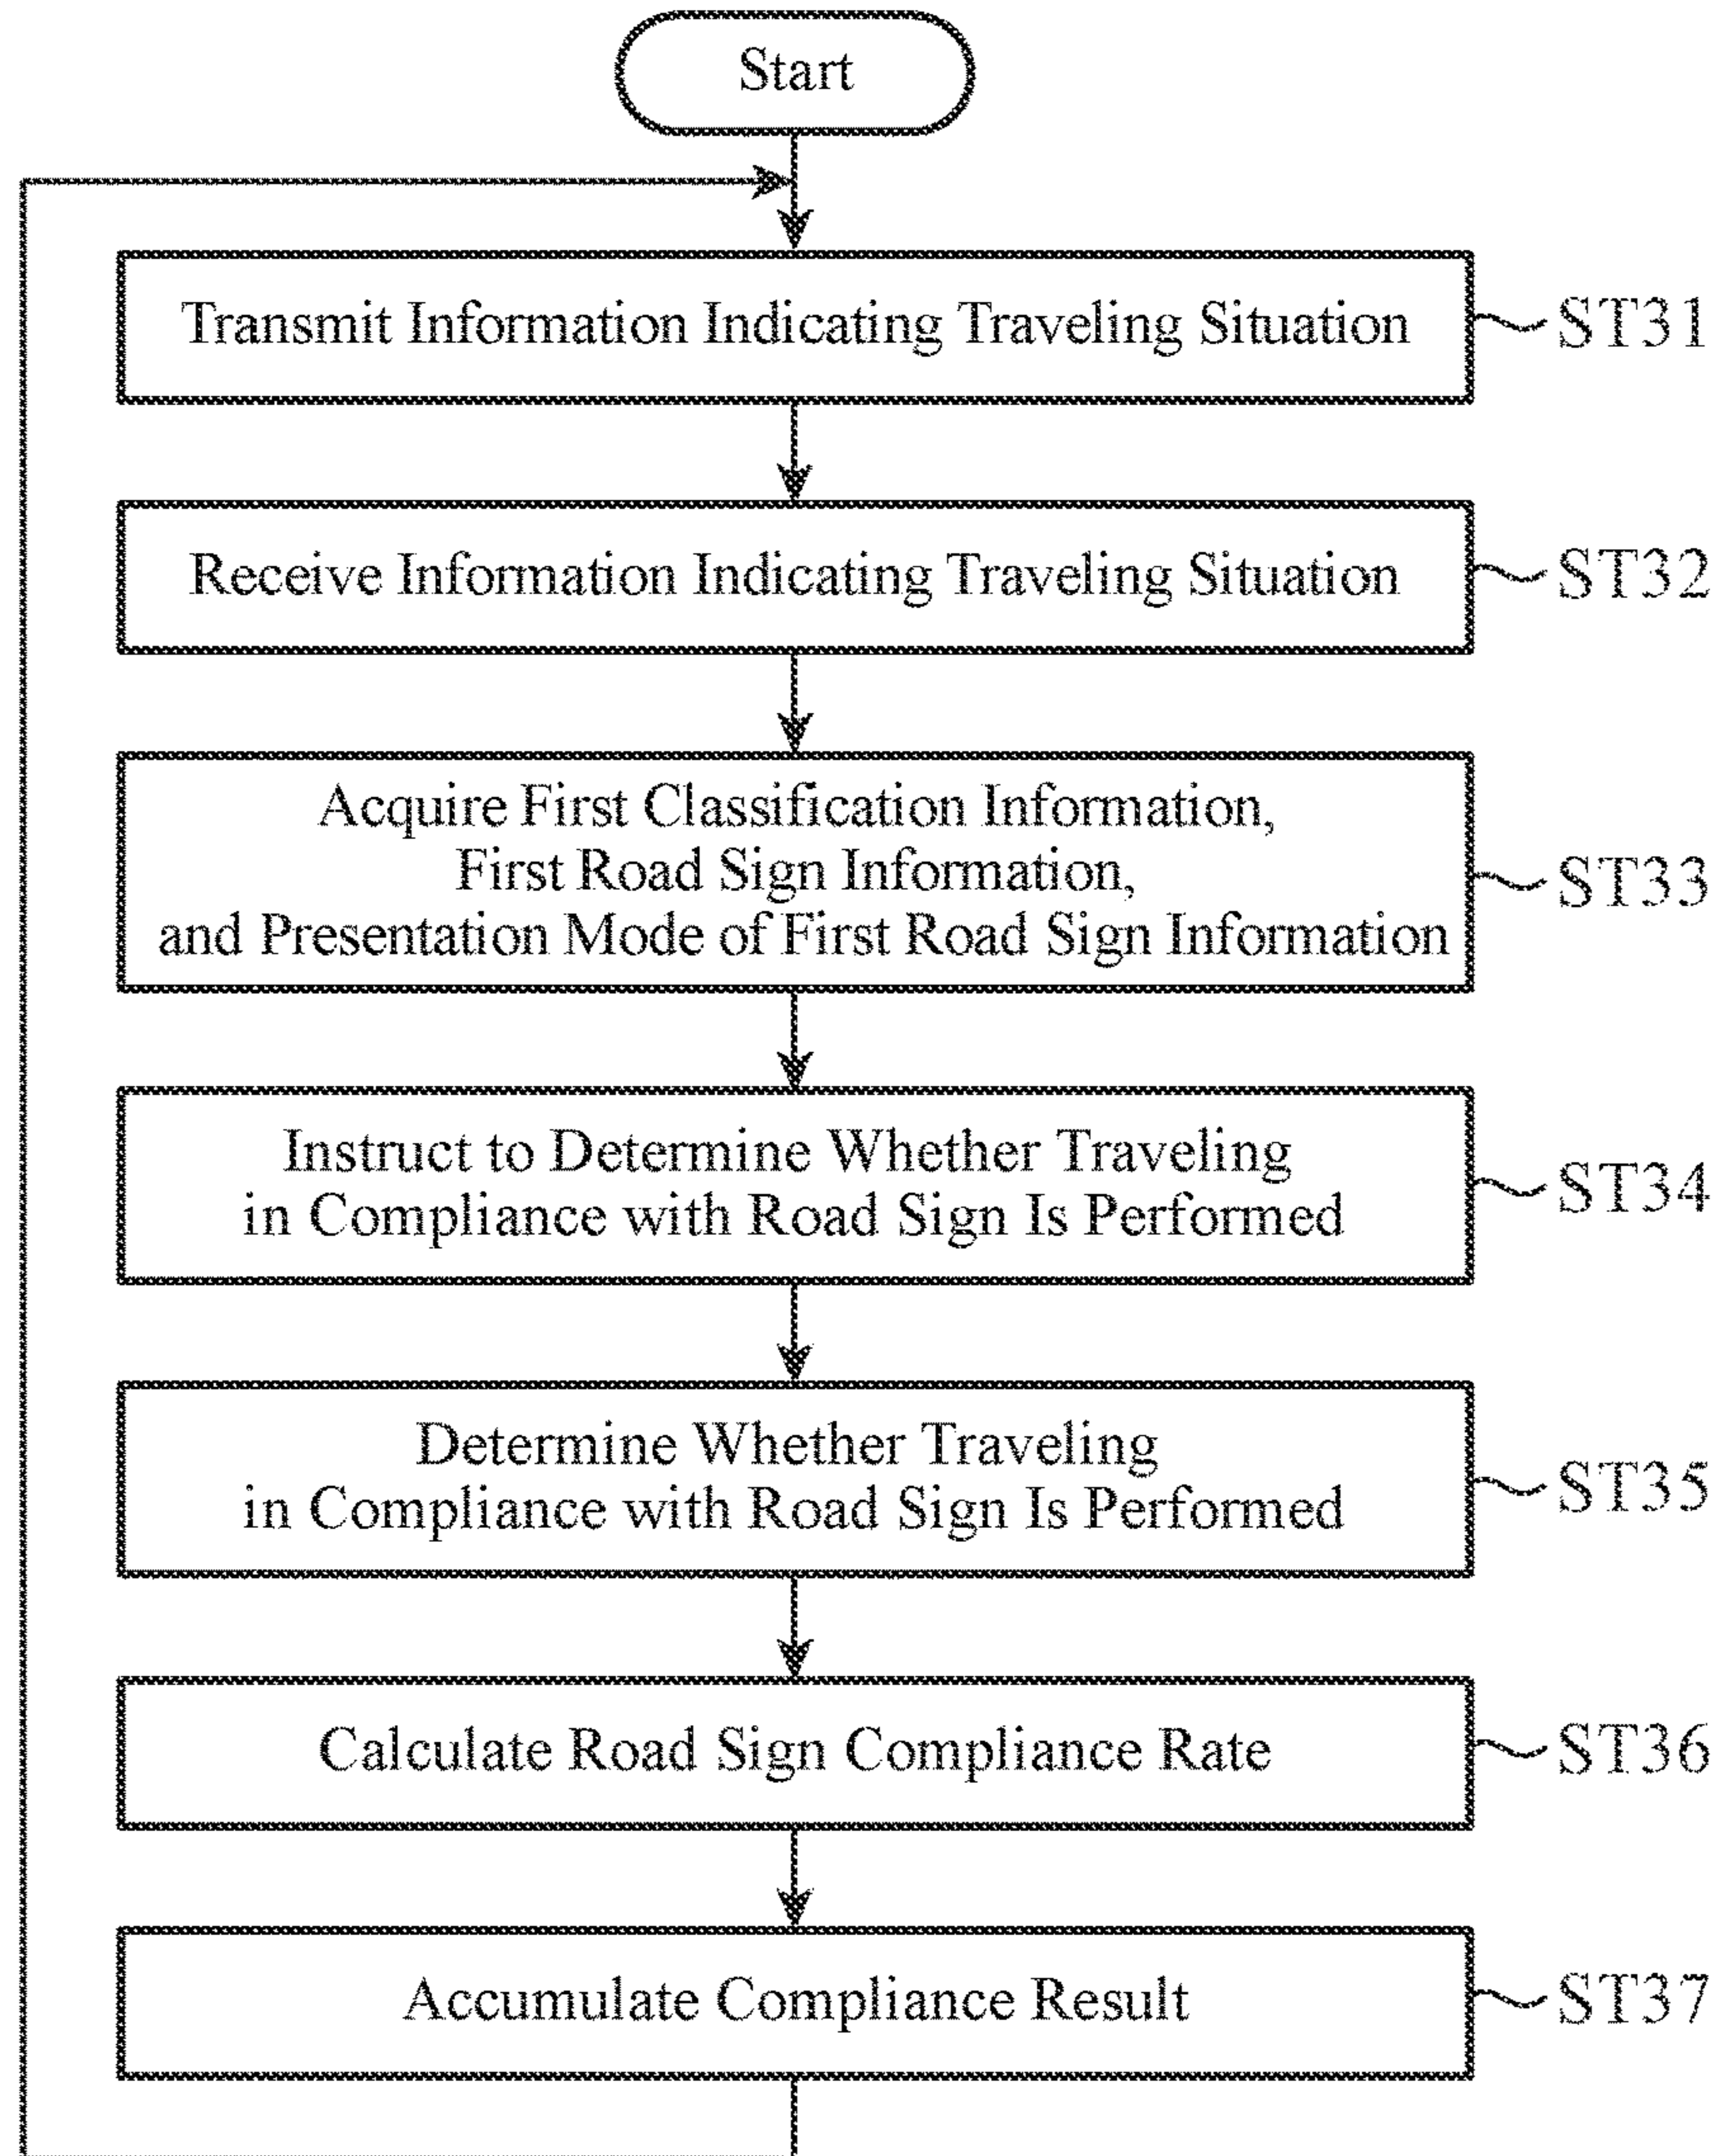 Start
Transmit Information Indicating Traveling Situation
ST31
Receive Information Indicating Traveling Situation
ST32
Acquire First Classification Information,
First Road Sign Information,
and Presentation Mode of First Road Sign Information
ST33
Instruct to Determine Whether Traveling
in Compliance with Road Sign Is Performed
ST34
Determine Whether Traveling
in Compliance with Road Sign Is Performed
ST35
Calculate Road Sign Compliance Rate
ST36
Accumulate Compliance Result
ST37